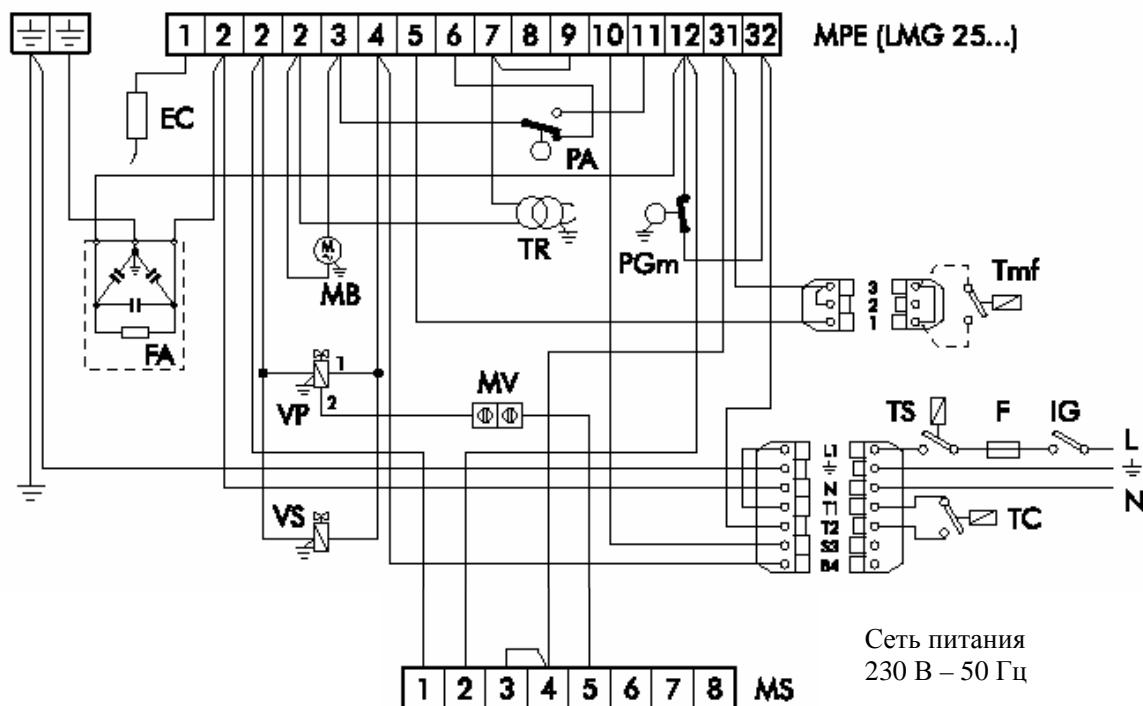 1 2 2 2 3 4 5 6 7 8 9 10 11 12 31 32 MPE (LMG 25...)
EC
PA
TR
PGm
MB
FA
3
2
1
Tmf
VP
1
2
MV
TS F IG
L
N
L1
N
T1
T2
S3
B4
TC
VS
Сеть питания
230 В – 50 Гц
1 2 3 4 5 6 7 8 MS
M